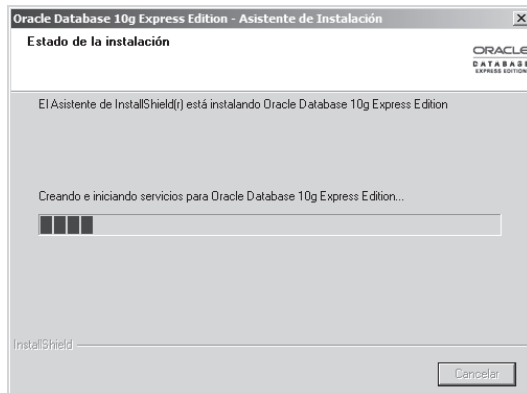 Oracle Database 10g Express Edition - Asistente de Instalación
Estado de la instalación
ORACLE
DATABASE
EXPRESS EDITION
El Asistente de InstallShield(r) está instalando Oracle Database 10g Express Edition
Creando e iniciando servicios para Oracle Database 10g Express Edition...
InstallShield
Cancelar